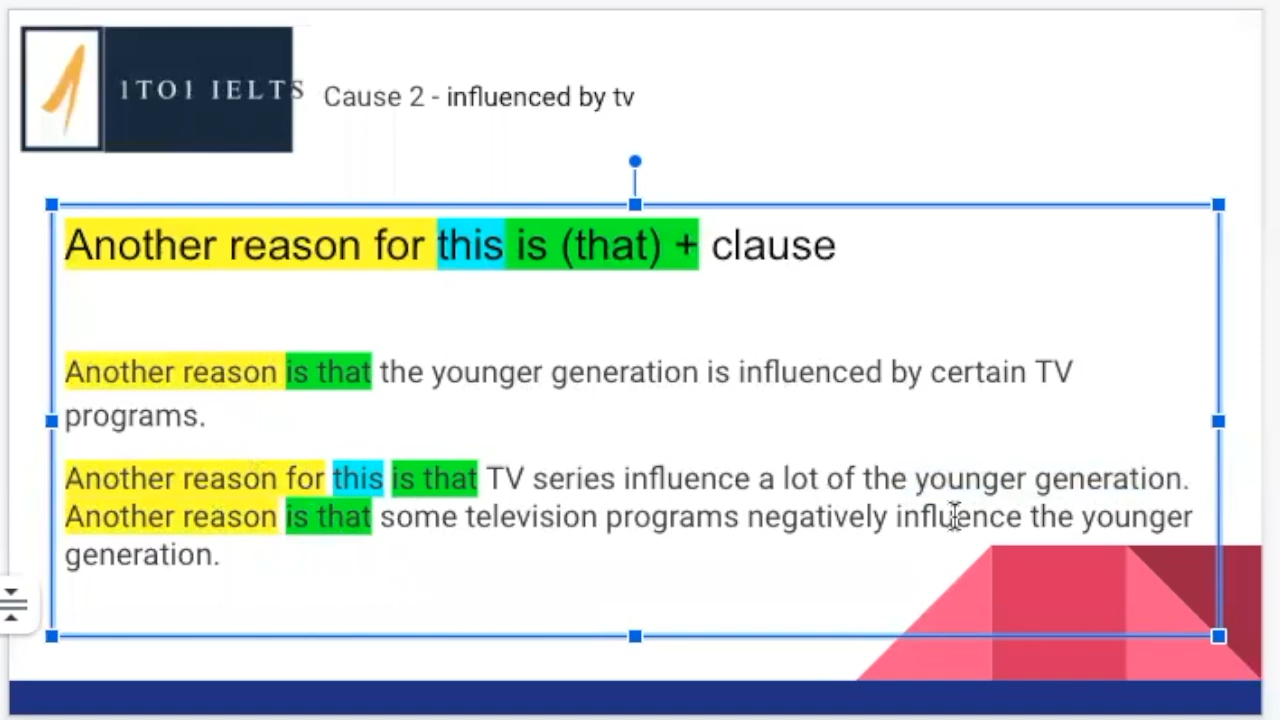 1TO1 IELTS
Cause 2 - influenced by tv
Another reason for this is (that) + clause
Another reason is that the younger generation is influenced by certain TV
programs.
Another reason for this is that TV series influence a lot of the younger generation.
Another reason is that some television programs negatively influence the younger
generation.